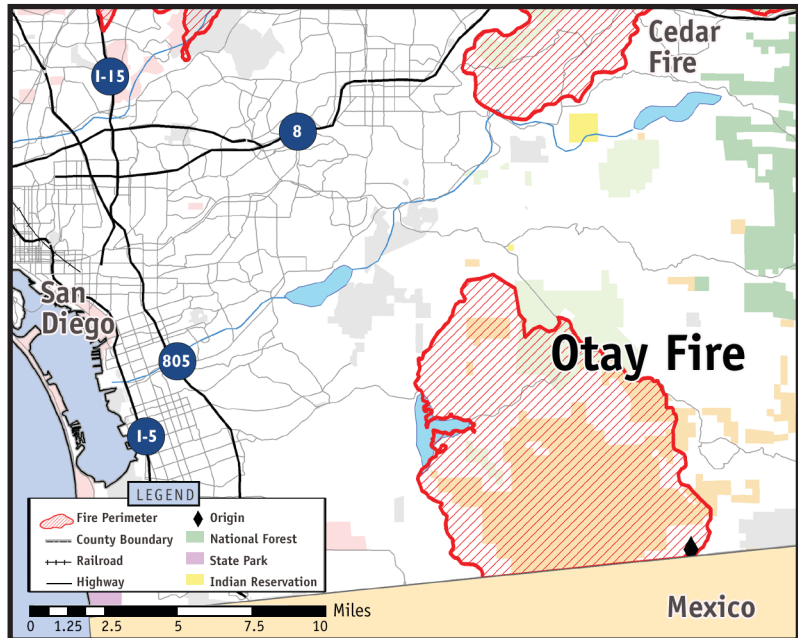 Cedar
Fire
I-15
8
San
Diego
Otay Fire
805
I-5
LEGEND
Fire Perimeter
Origin
County Boundary
National Forest
Railroad
State Park
Highway
Indian Reservation
Miles
0 1.25 2.5 5 7.5 10
Mexico